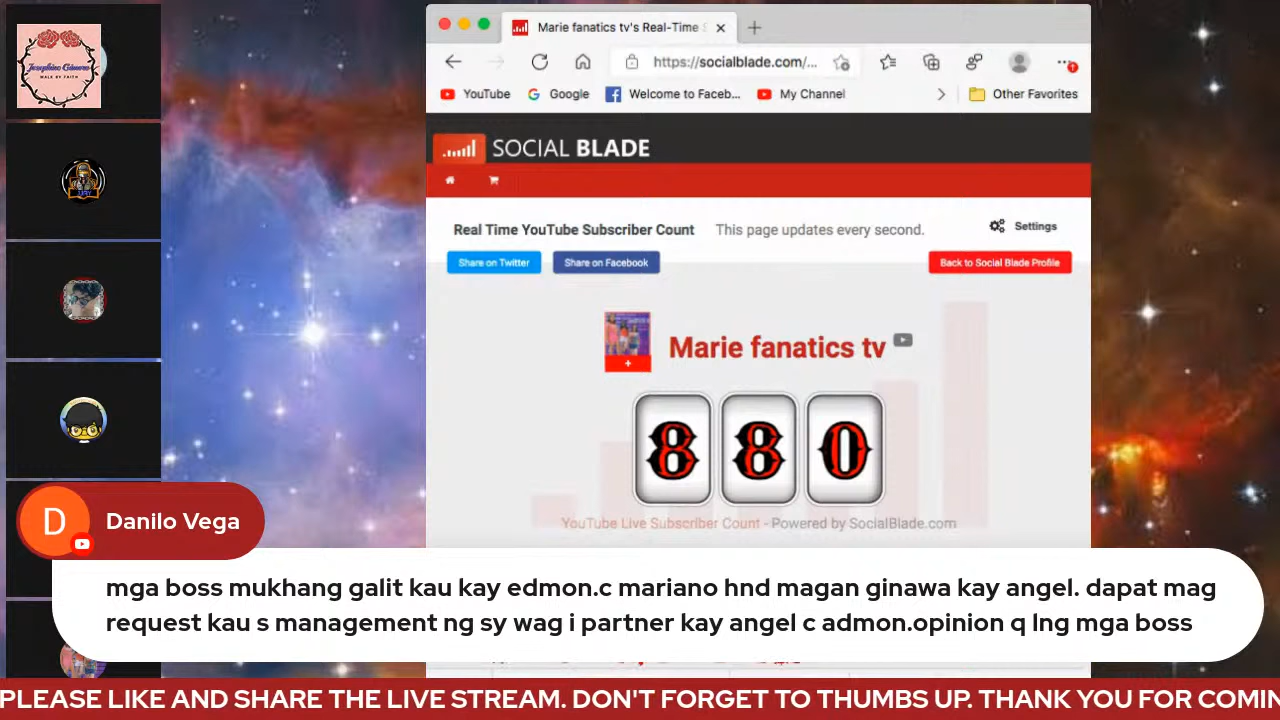 Marie fanatics tv's Real-Time S
https://socialblade.com/...
YouTube
Google
Welcome to Faceb...
My Channel
Other Favorites
SOCIAL BLADE
Real Time YouTube Subscriber Count
This page updates every second.
Settings
Share on Twitter
Share on Facebook
Back to Social Blade Profile
Marie fanatics tv
880
YouTube Live Subscriber Count - Powered by SocialBlade.com
D
Danilo Vega
mga boss mukhang galit kau kay edmon.c mariano hnd magan ginawa kay angel. dapat mag
request kau s management ng sy wag i partner kay angel c admon.opinion q lng mga boss
PLEASE LIKE AND SHARE THE LIVE STREAM. DON'T FORGET TO THUMBS UP. THANK YOU FOR COMIN
WALK BY FAITH